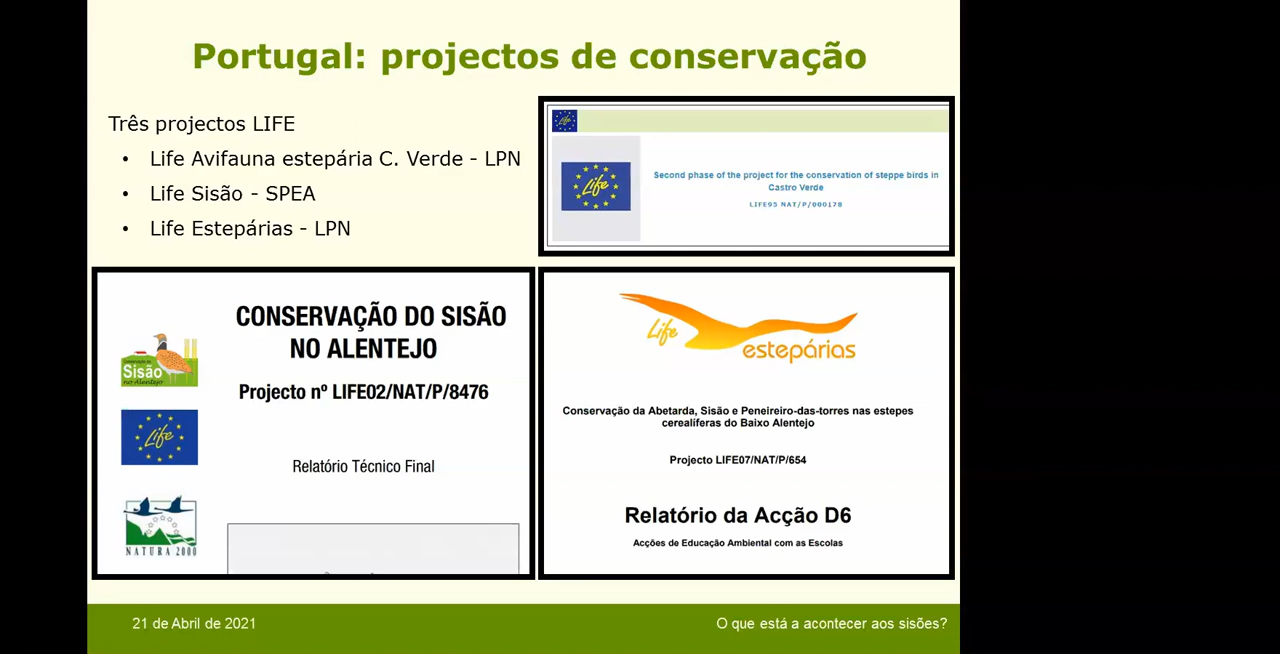 Portugal: projectos de conservação
Três projectos LIFE
• Life Avifauna estepária C. Verde - LPN
• Life Sisão - SPEA
• Life Estepárias - LPN
Life
Life
Second phase of the project for the conservation of steppe birds in
Castro Verde
LIFE95 NAT/P/000178
CONSERVAÇÃO DO SISÃO
NO ALENTEJO
Projecto nº LIFE02/NAT/P/8476
Relatório Técnico Final
Conservação do
Sisão
no Alentejo
Life
NATURA 2000
Life
estepárias
Conservação da Abetarda, Sisão e Peneireiro-das-torres nas estepes
cerealíferas do Baixo Alentejo
Projecto LIFE07/NAT/P/654
Relatório da Acção D6
Acções de Educação Ambiental com as Escolas
21 de Abril de 2021
O que está a acontecer aos sisões?